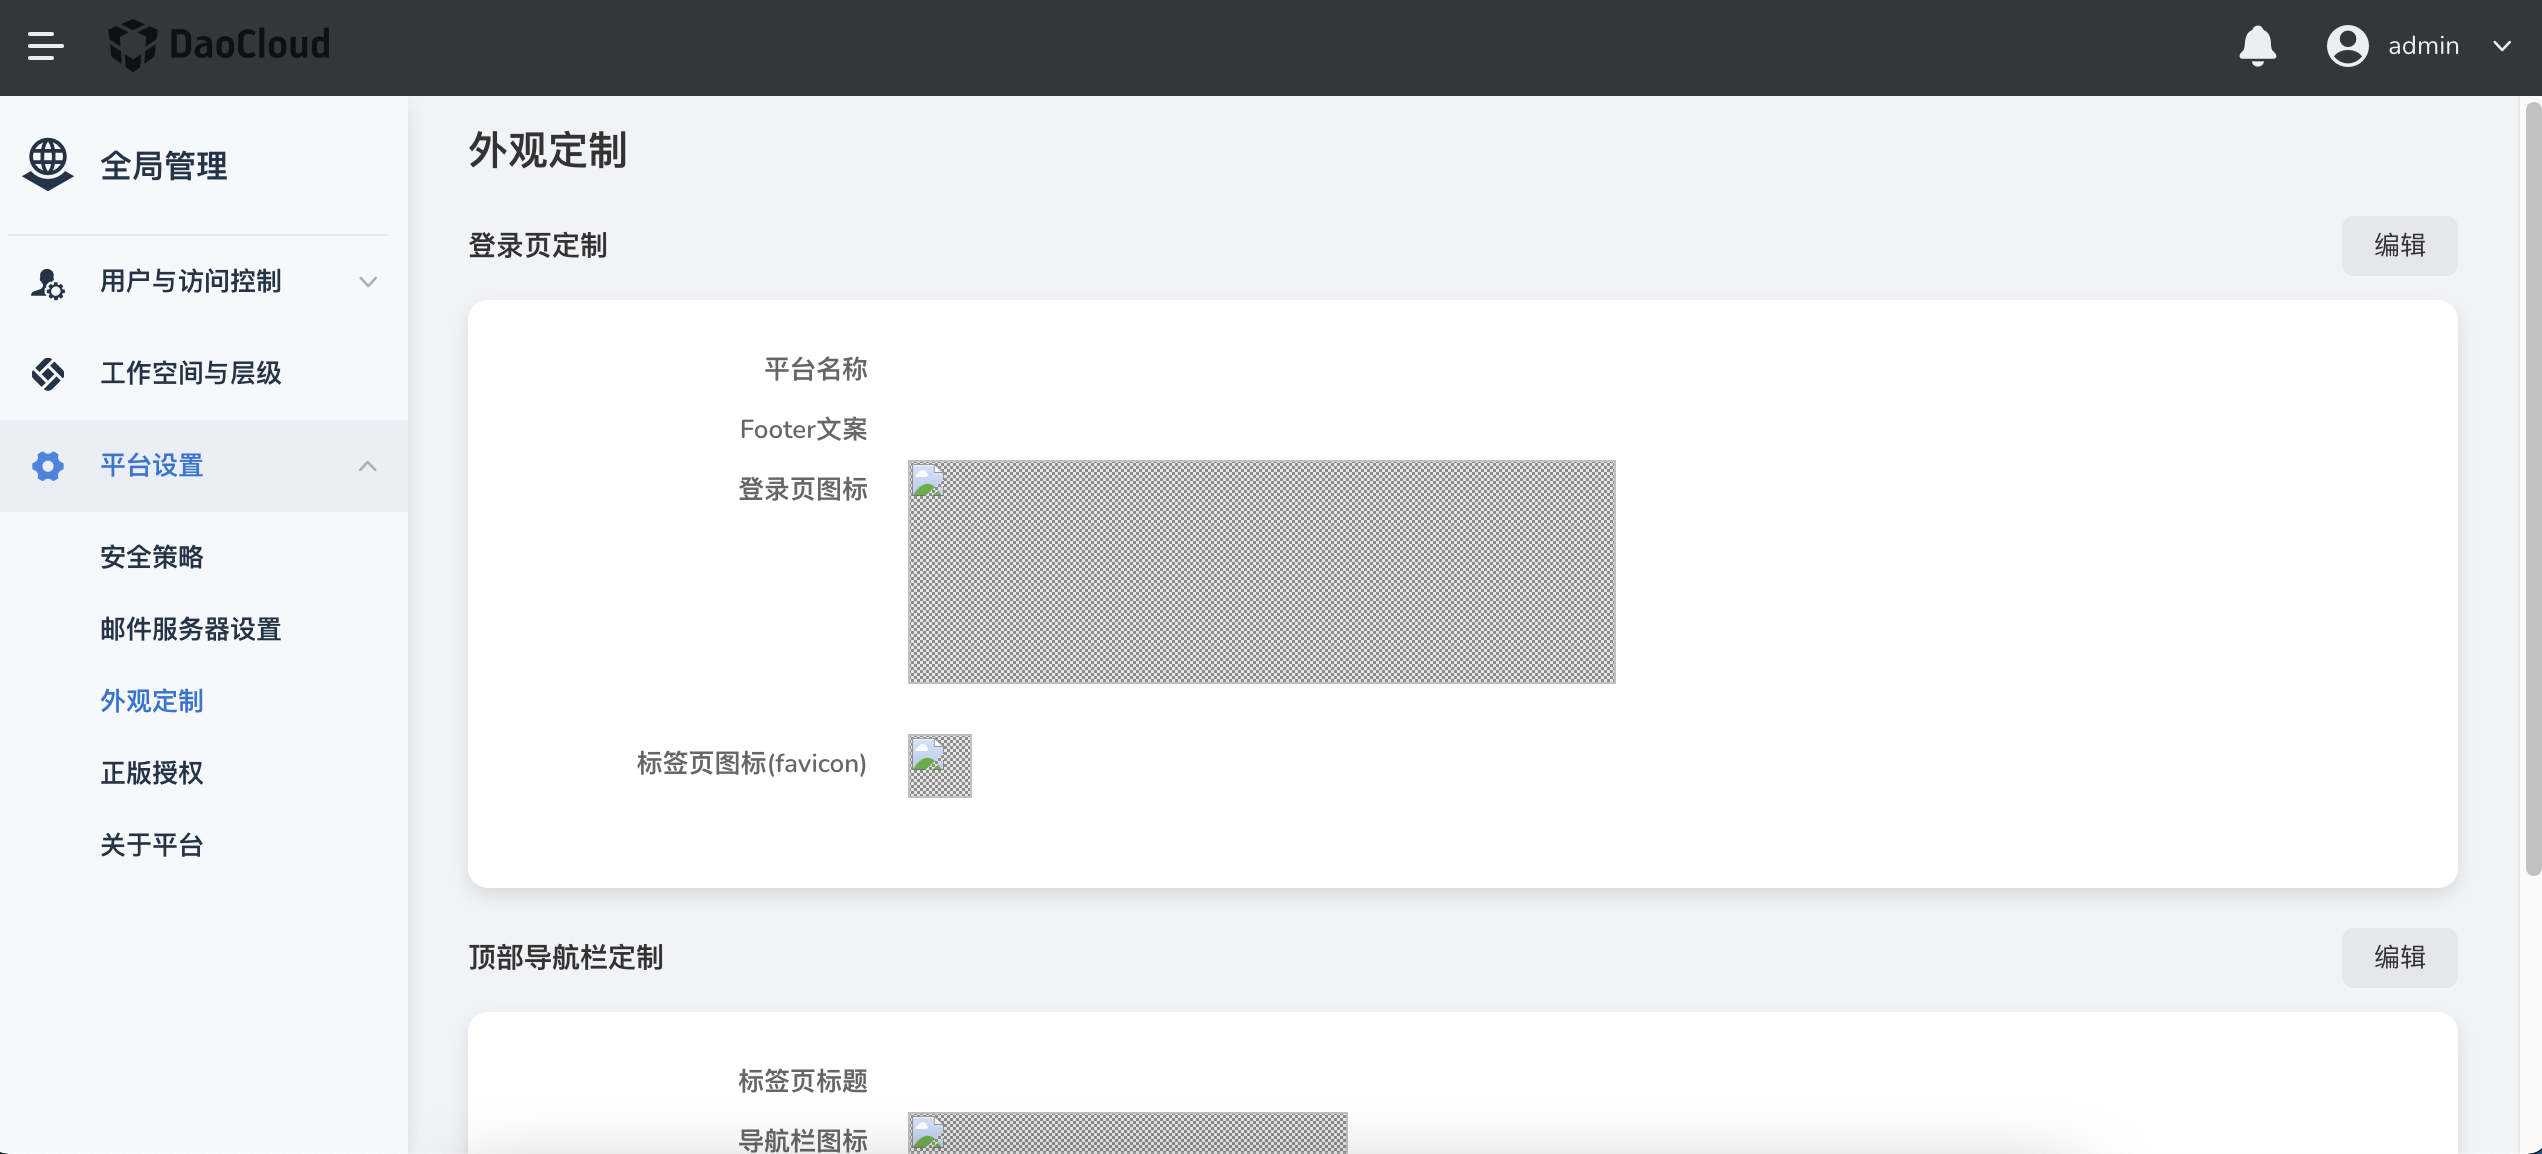 DaoCloud
admin
全局管理
用户与访问控制
工作空间与层级
平台设置
安全策略
邮件服务器设置
外观定制
正版授权
关于平台
外观定制
登录页定制
编辑
平台名称
Footer文案
登录页图标
标签页图标(favicon)
顶部导航栏定制
编辑
标签页标题
导航栏图标